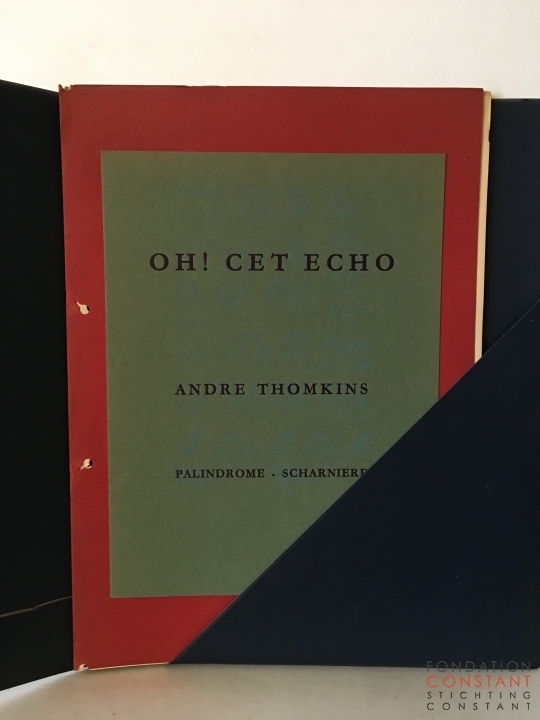 OH! CET ECHO
ANDRE THOMKINS
PALINDROME · SCHARNIERE
FONDATION
CONSTANT
STICHTING
CONSTANT